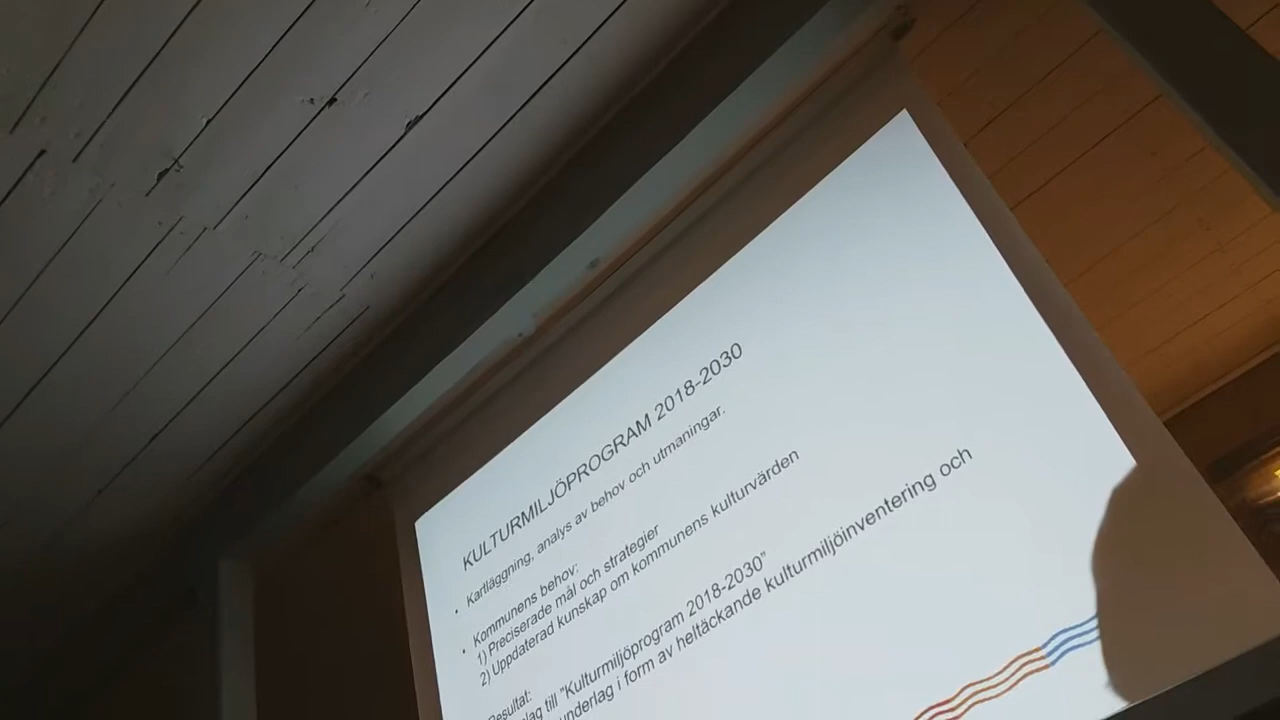 KULTURMILJÖPROGRAM 2018-2030
• Kartläggning, analys av behov och utmaningar.
• Kommunens behov:
1) Preciserade mål och strategier
2) Uppdaterad kunskap om kommunens kulturvärden
Resultat:
till ”Kulturmiljöprogram 2018-2030”
underlag i form av heltäckande kulturmiljöinventering och